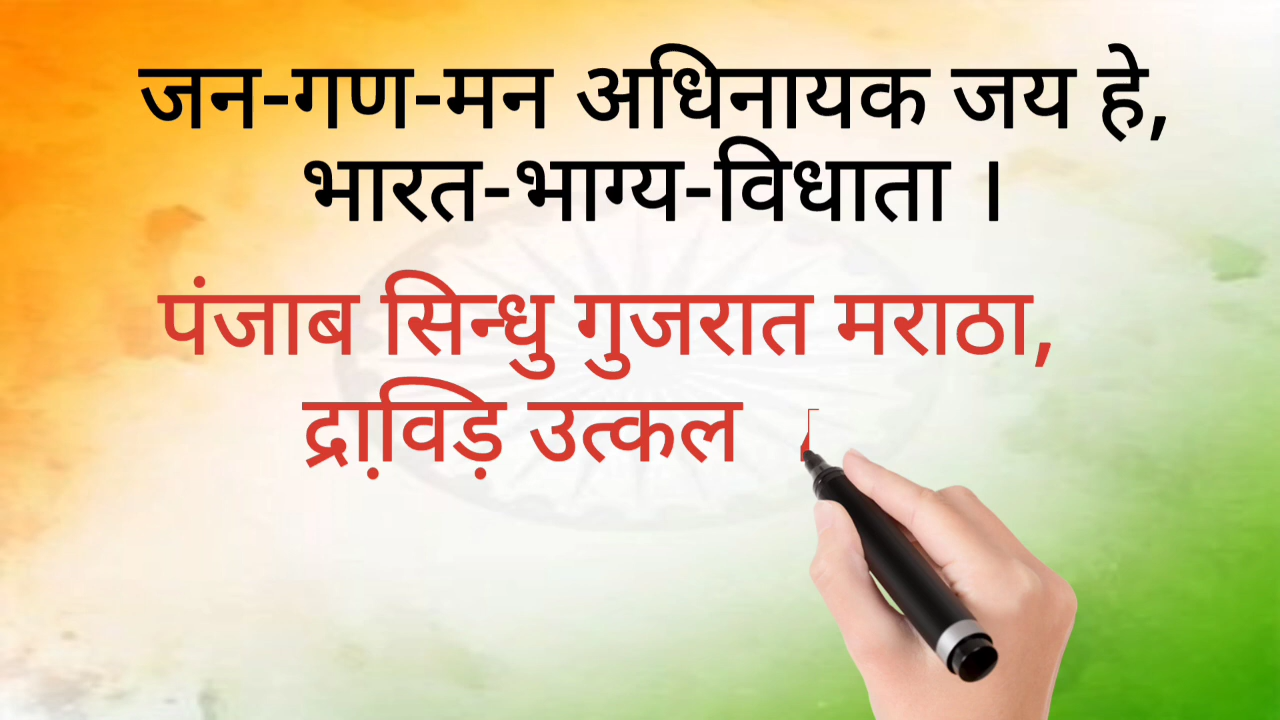 जन-गण-मन अधिनायक जय हे,
भारत-भाग्य-विधाता ।
पंजाब सिन्धु गुजरात मराठा,
द्रा़विड़ उत्कल